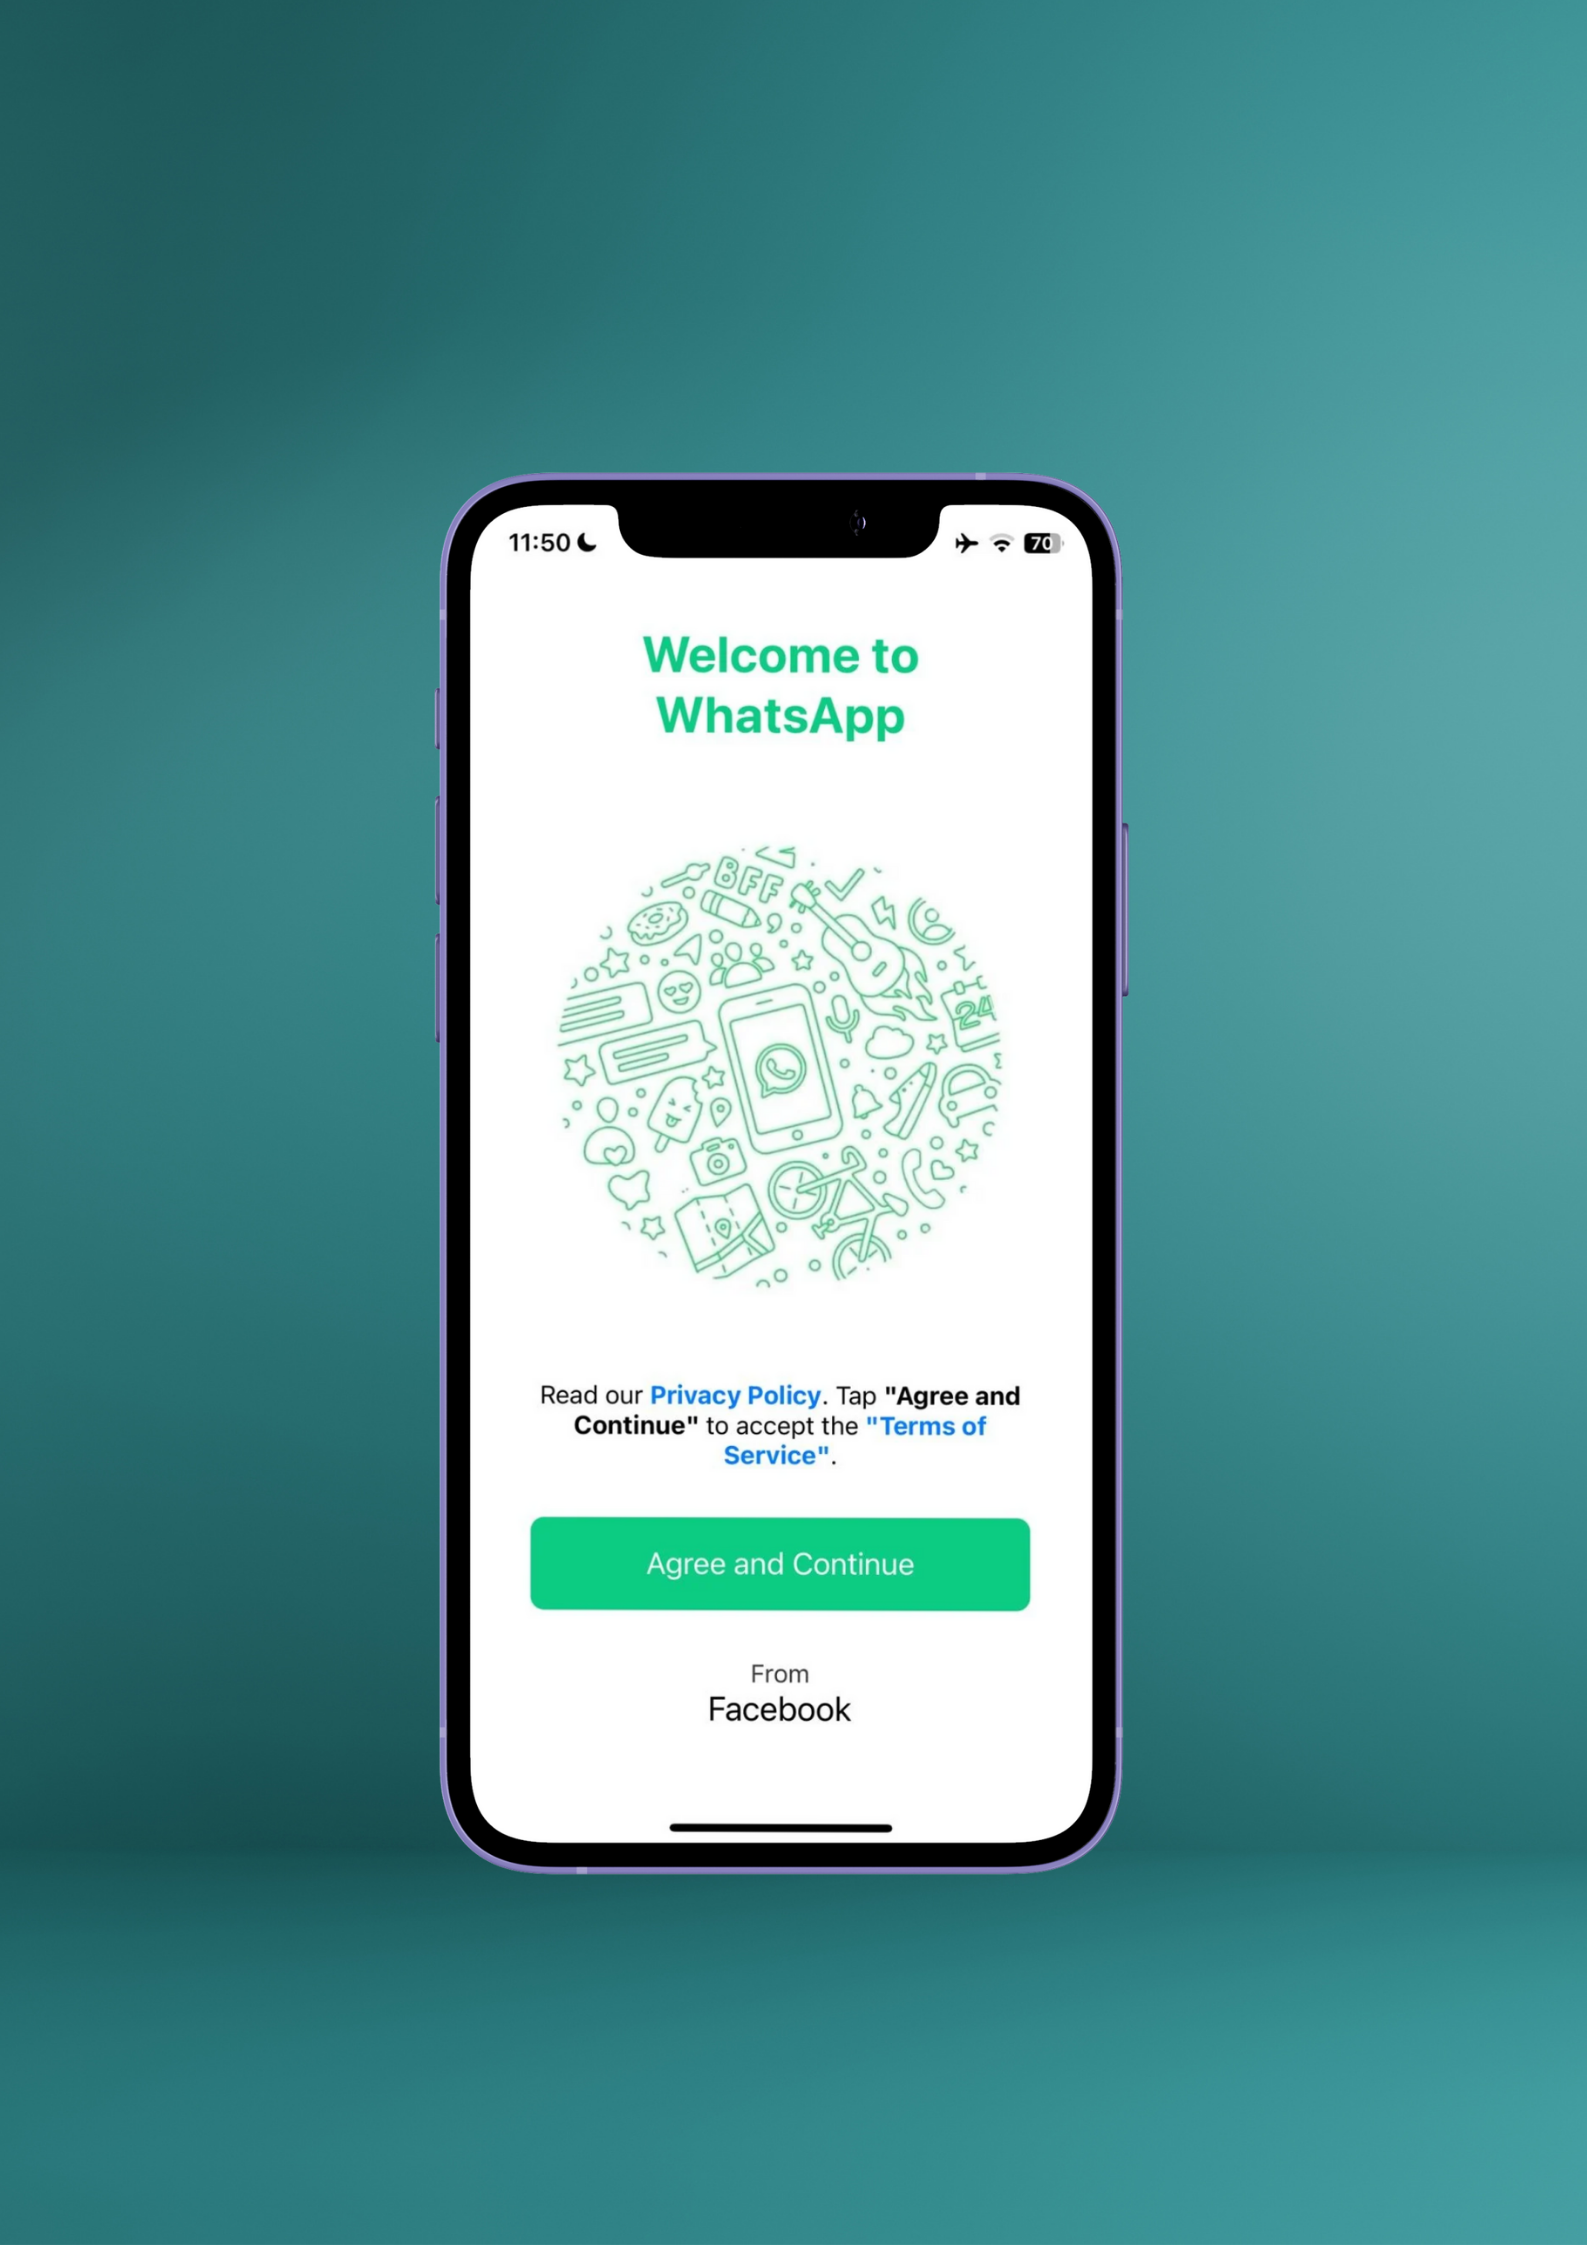 11:50
70
Welcome to
WhatsApp
BFF
24
Read our Privacy Policy. Tap "Agree and
Continue" to accept the "Terms of
Service".
Agree and Continue
From
Facebook